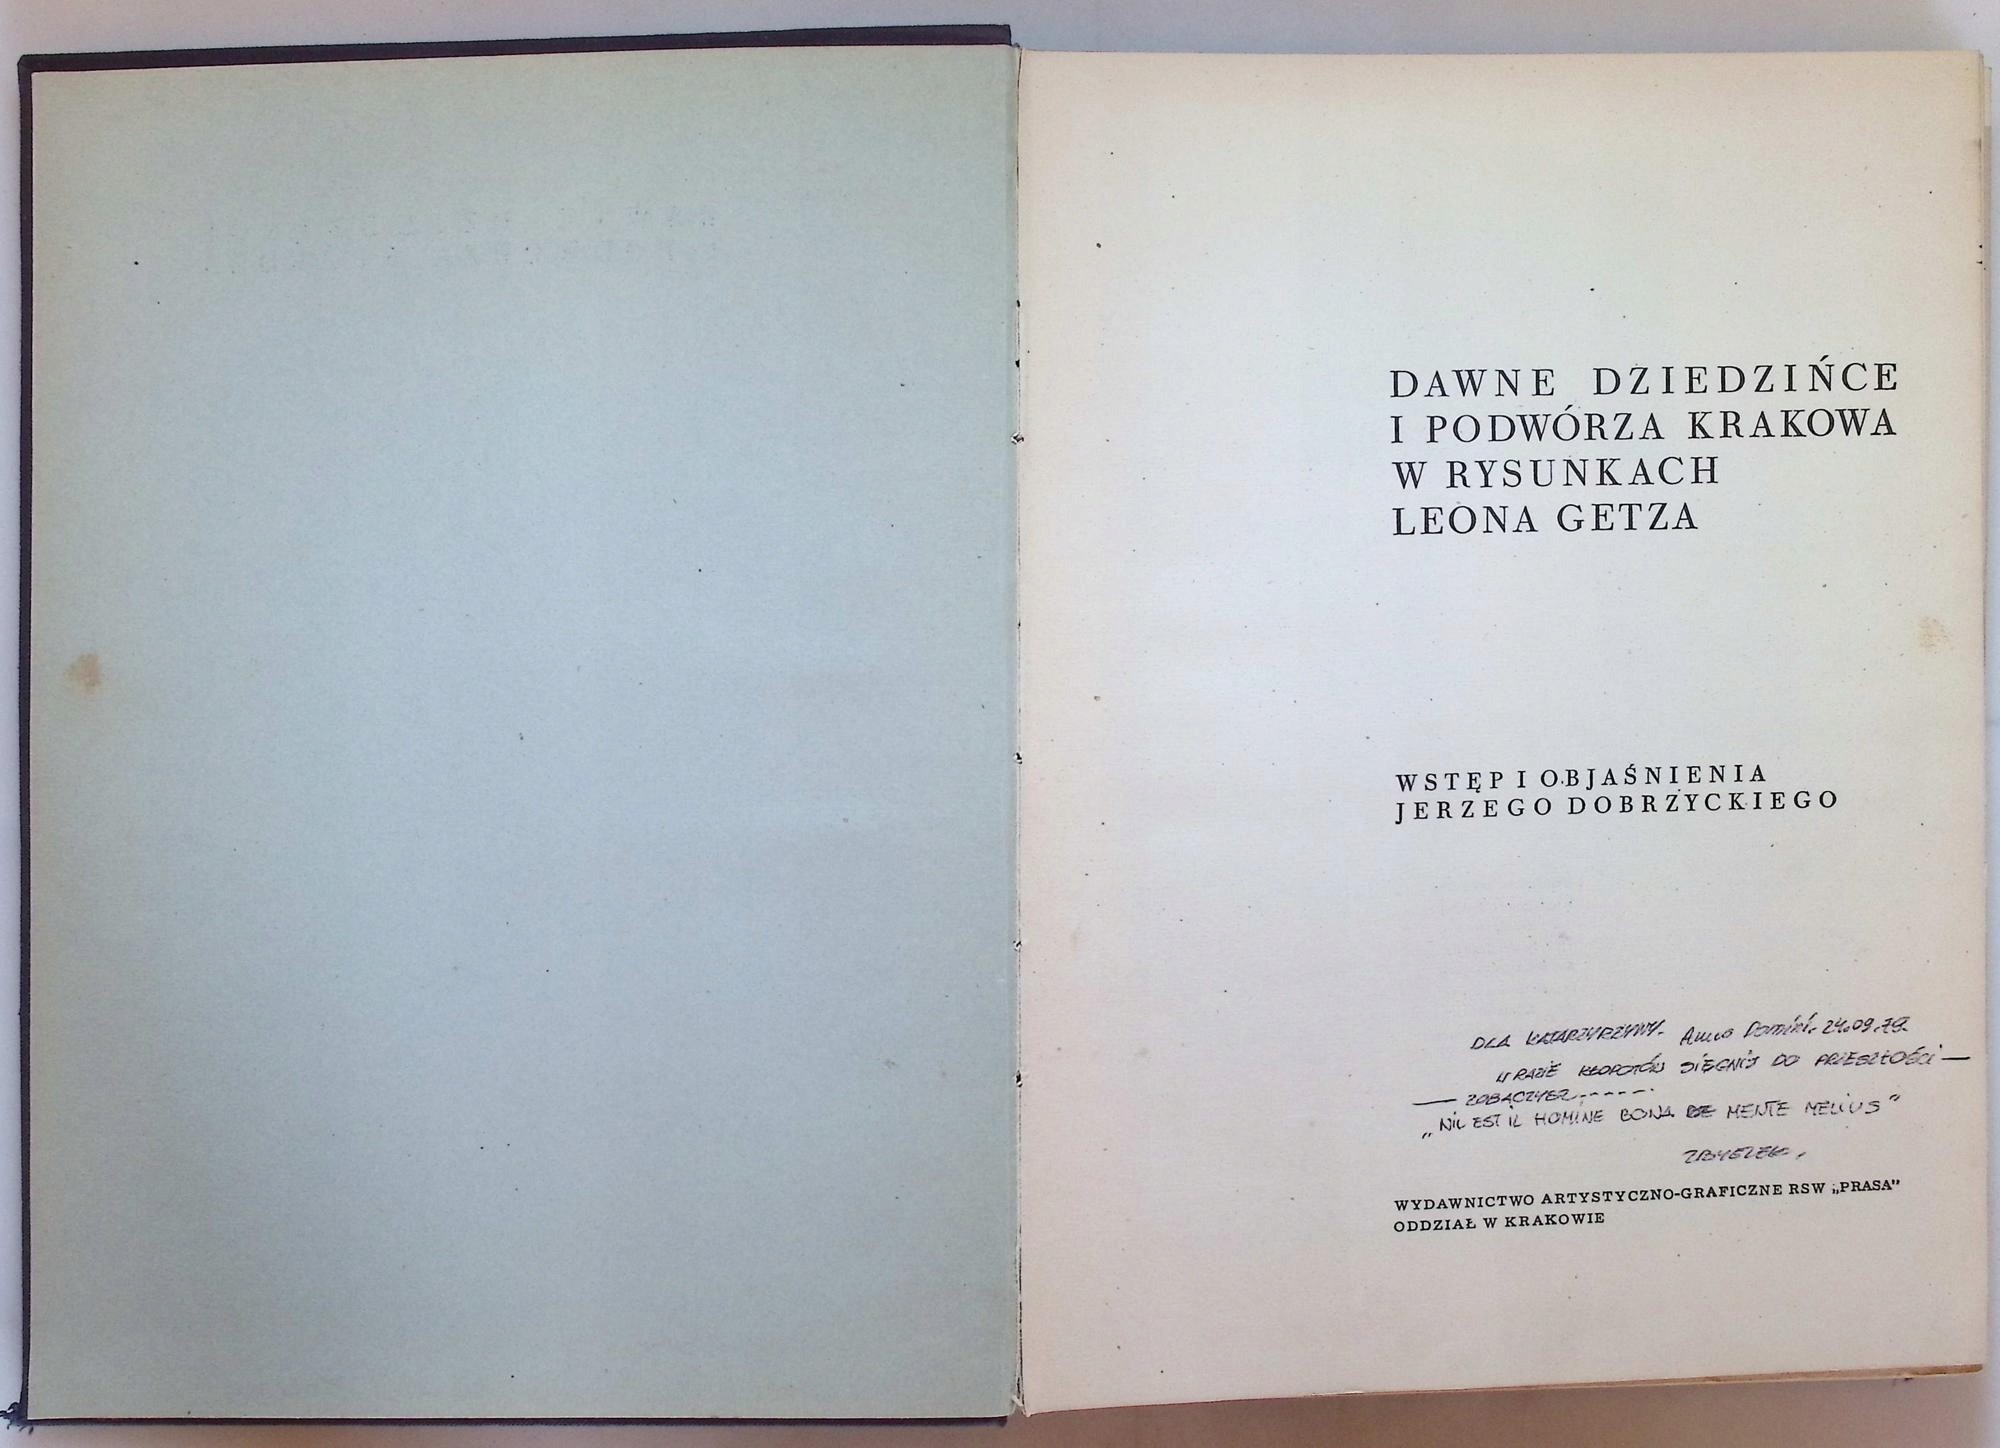 DAWNE DZIEDZIŃCE
I PODWÓRZA KRAKOWA
W RYSUNKACH
LEONA GETZA
WSTĘP I OBJAŚNIENIA
JERZEGO DOBRZYCKIEGO
DLA KATARZYRZYNY. Anno Domini. 24.09.79.
W RAZIE KŁOPOTÓW SIĘGNIJ DO PRZESZŁOŚCI —
— ZOBACZYSZ.-----
„NIL EST IL HOMINE BONA DE MENTE MELIUS"
ZBYSZEK.
WYDAWNICTWO ARTYSTYCZNO-GRAFICZNE RSW „PRASA"
ODDZIAŁ W KRAKOWIE